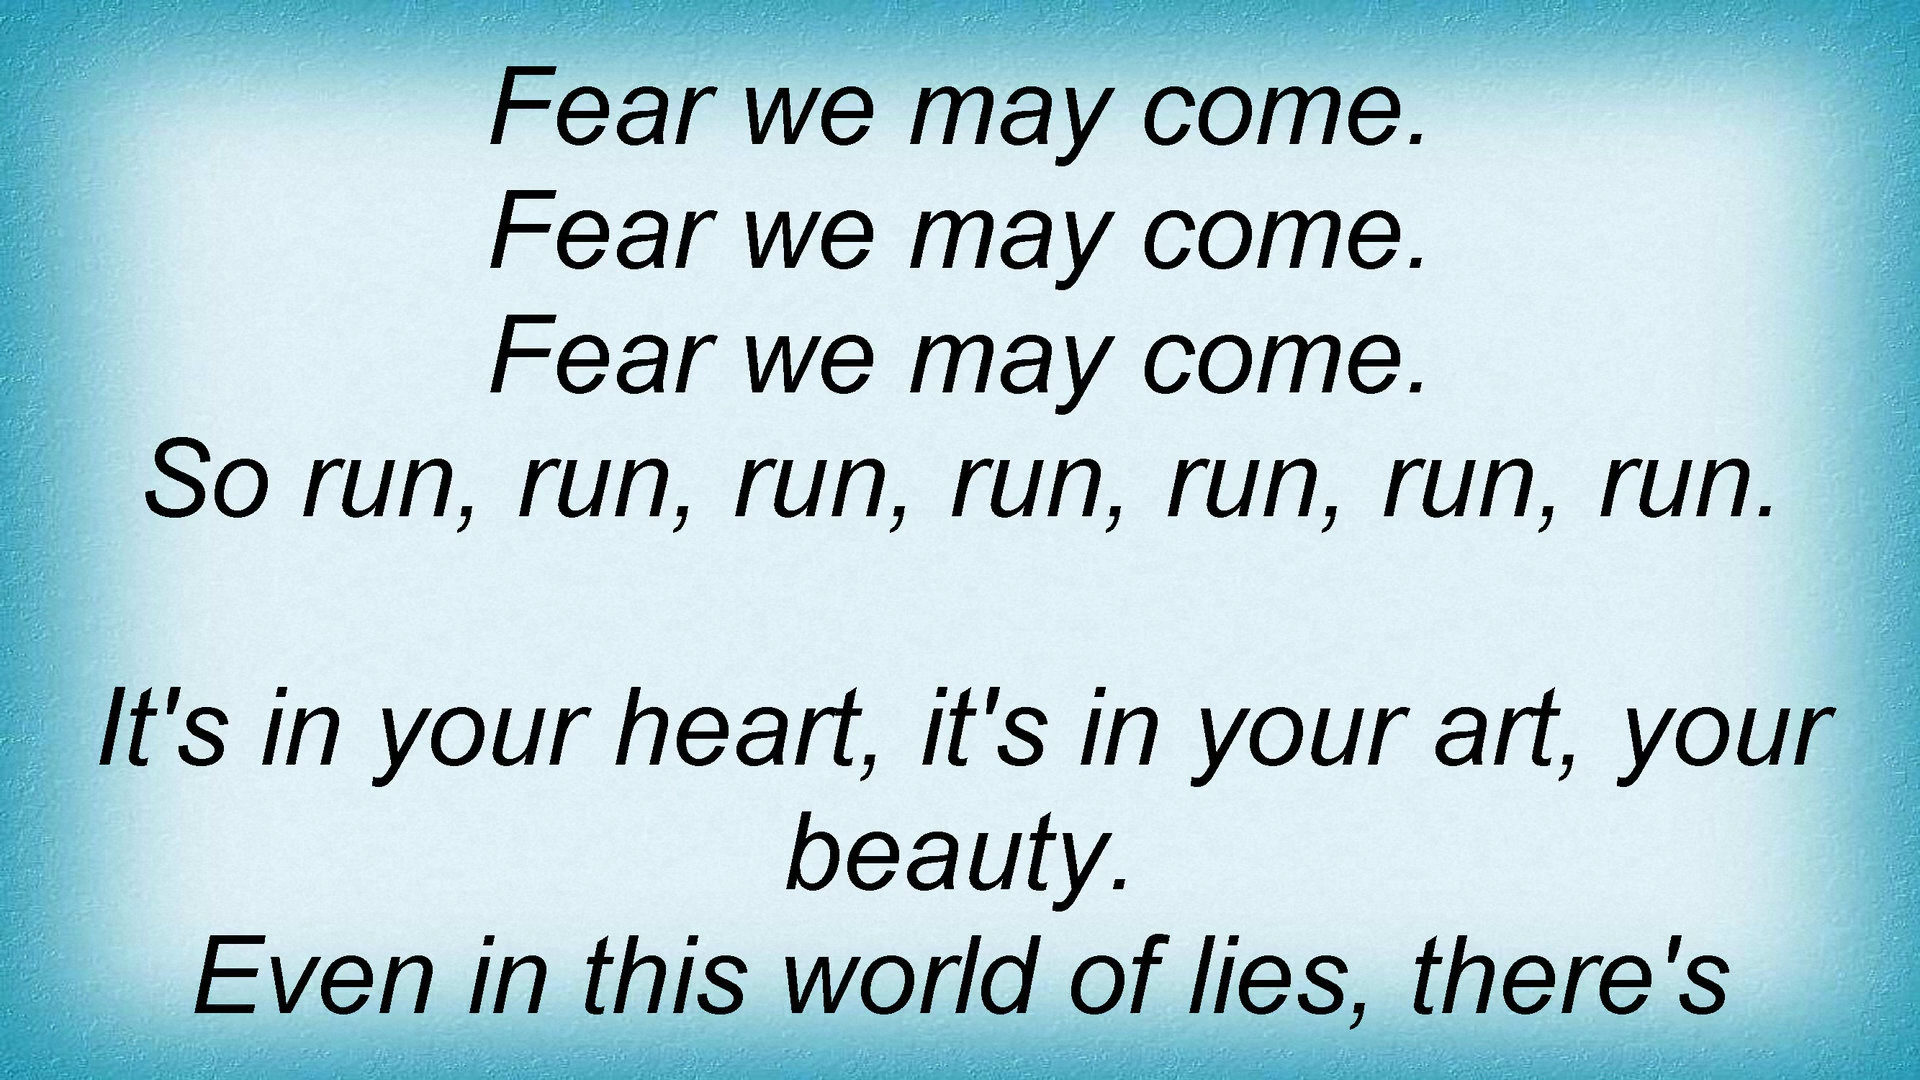 Fear we may come.
Fear we may come.
Fear we may come.
So run, run, run, run, run, run, run.
It's in your heart, it's in your art, your
beauty.
Even in this world of lies, there's